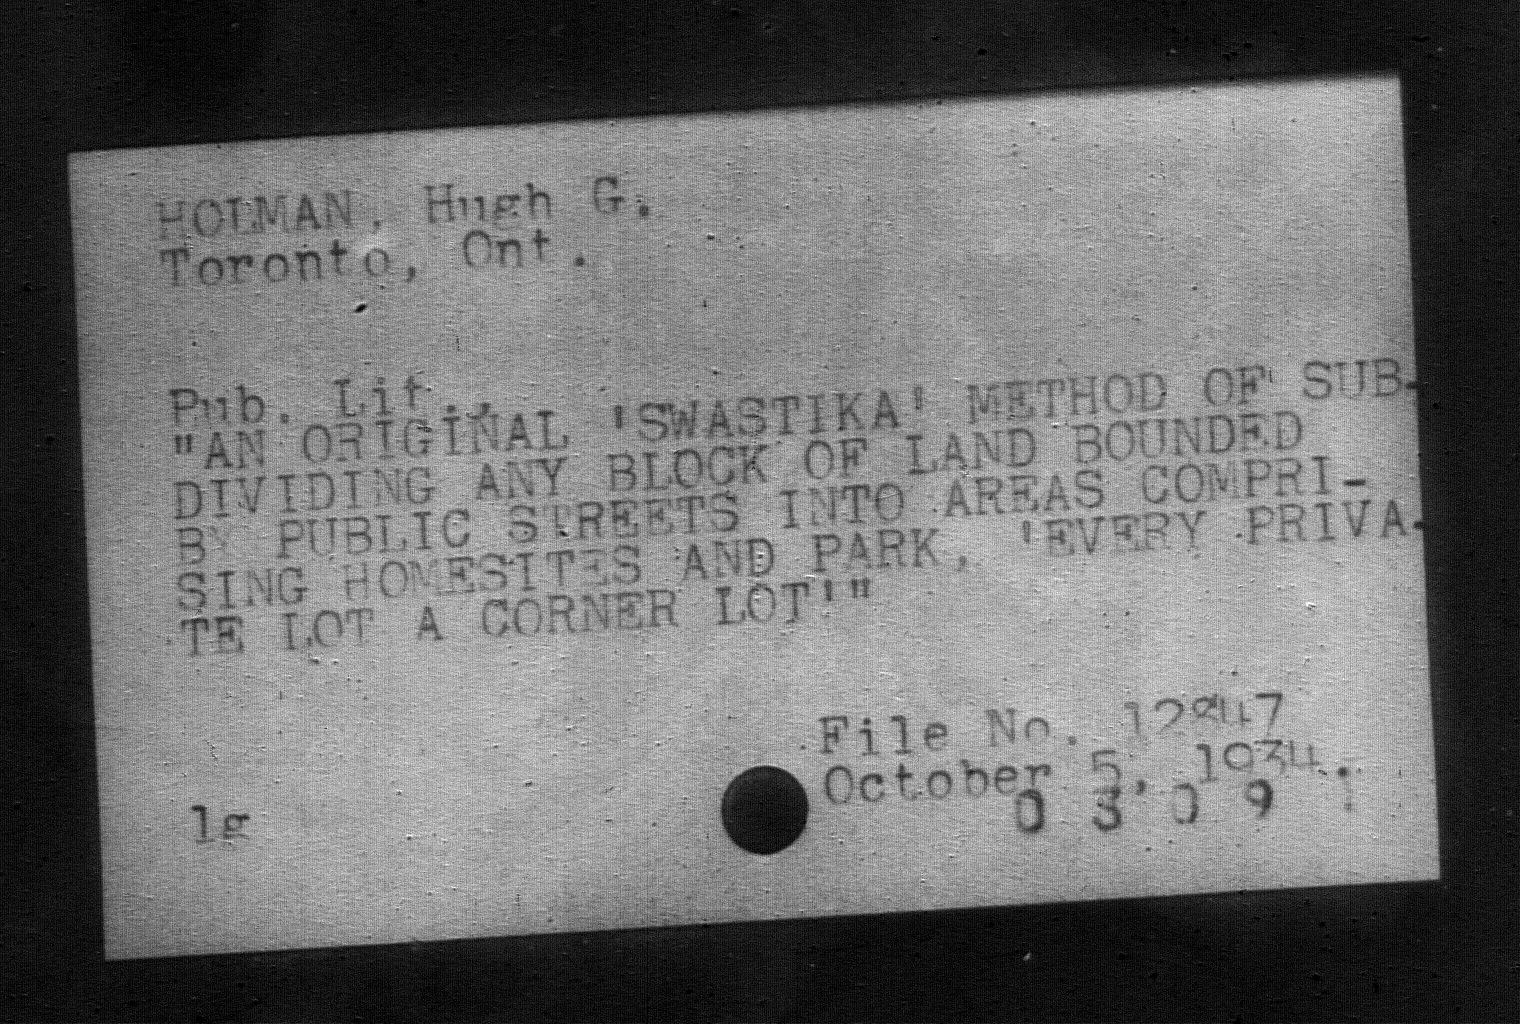 HOLMAN, Hugh G.
Toronto, Ont.
Pub. Lit..
"AN ORIGINAL 'SWASTIKA' METHOD OF SUB-
DIVIDING ANY BLOCK OF LAND BOUNDED
BY PUBLIC STREETS INTO AREAS COMPRI-
SING HOMESITES AND PARK, 'EVERY PRIVA-
TE LOT A CORNER LOT'"
File No.
October 5, 1934.
0 3 0 9
lg